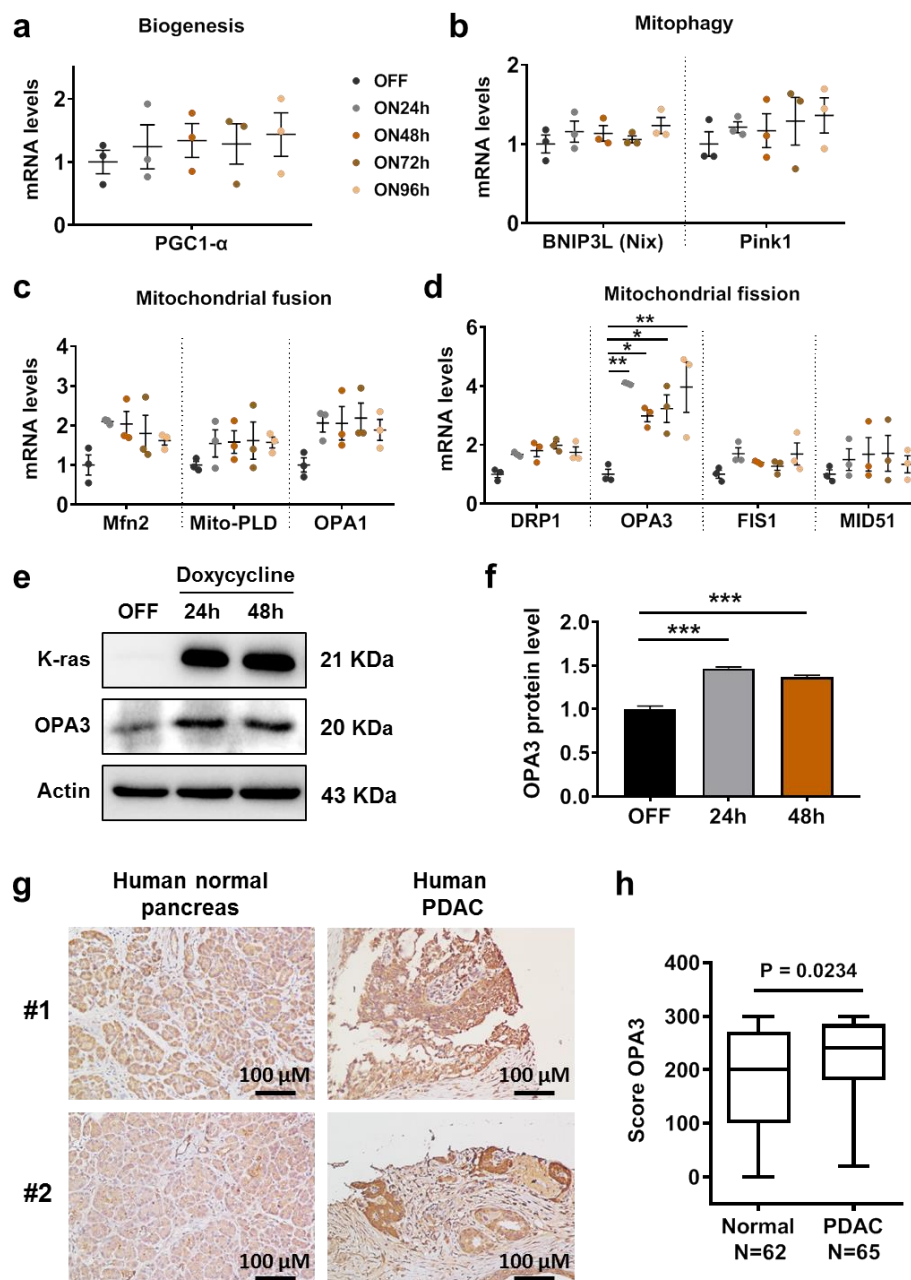 a
Biogenesis
mRNA levels
2
1
0
PGC1-α
OFF
ON24h
ON48h
ON72h
ON96h
b
Mitophagy
mRNA levels
2
1
0
BNIP3L (Nix)
Pink1
c
Mitochondrial fusion
mRNA levels
4
3
2
1
0
Mfn2
Mito-PLD
OPA1
d
Mitochondrial fission
mRNA levels
6
4
2
0
**
*
*
**
DRP1
OPA3
FIS1
MID51
e
Doxycycline
OFF 24h 48h
K-ras 21 KDa
OPA3 20 KDa
Actin 43 KDa
f
OPA3 protein level
2.0
1.5
1.0
0.5
0.0
***
***
OFF 24h 48h
g
Human normal
pancreas
Human
PDAC
#1
100 µM
100 µM
#2
100 µM
100 µM
h
Score OPA3
400
300
200
100
0
P = 0.0234
Normal
N=62
PDAC
N=65